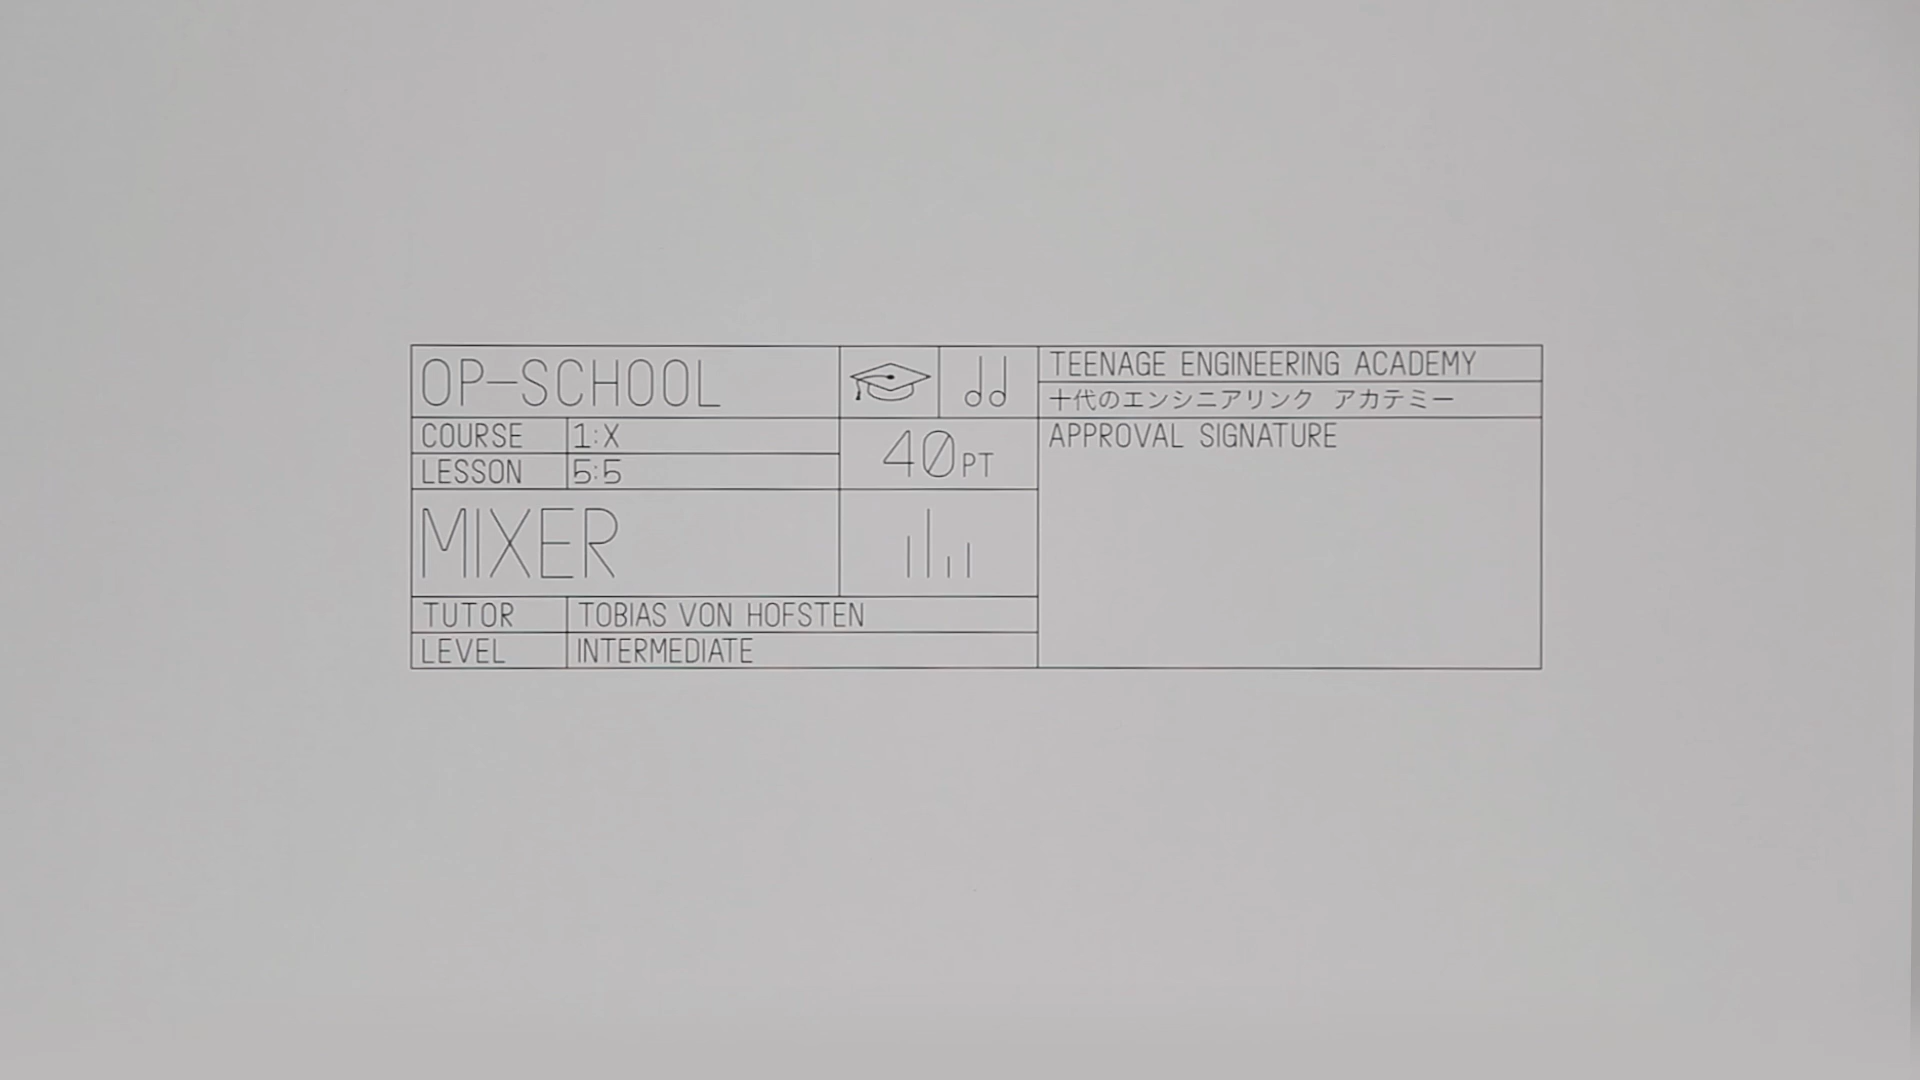 OP-SCHOOL
TEENAGE ENGINEERING ACADEMY
十代のエンシニアリンク アカテミー
COURSE 1:X
LESSON 5:5
40PT
APPROVAL SIGNATURE
MIXER
TUTOR TOBIAS VON HOFSTEN
LEVEL INTERMEDIATE